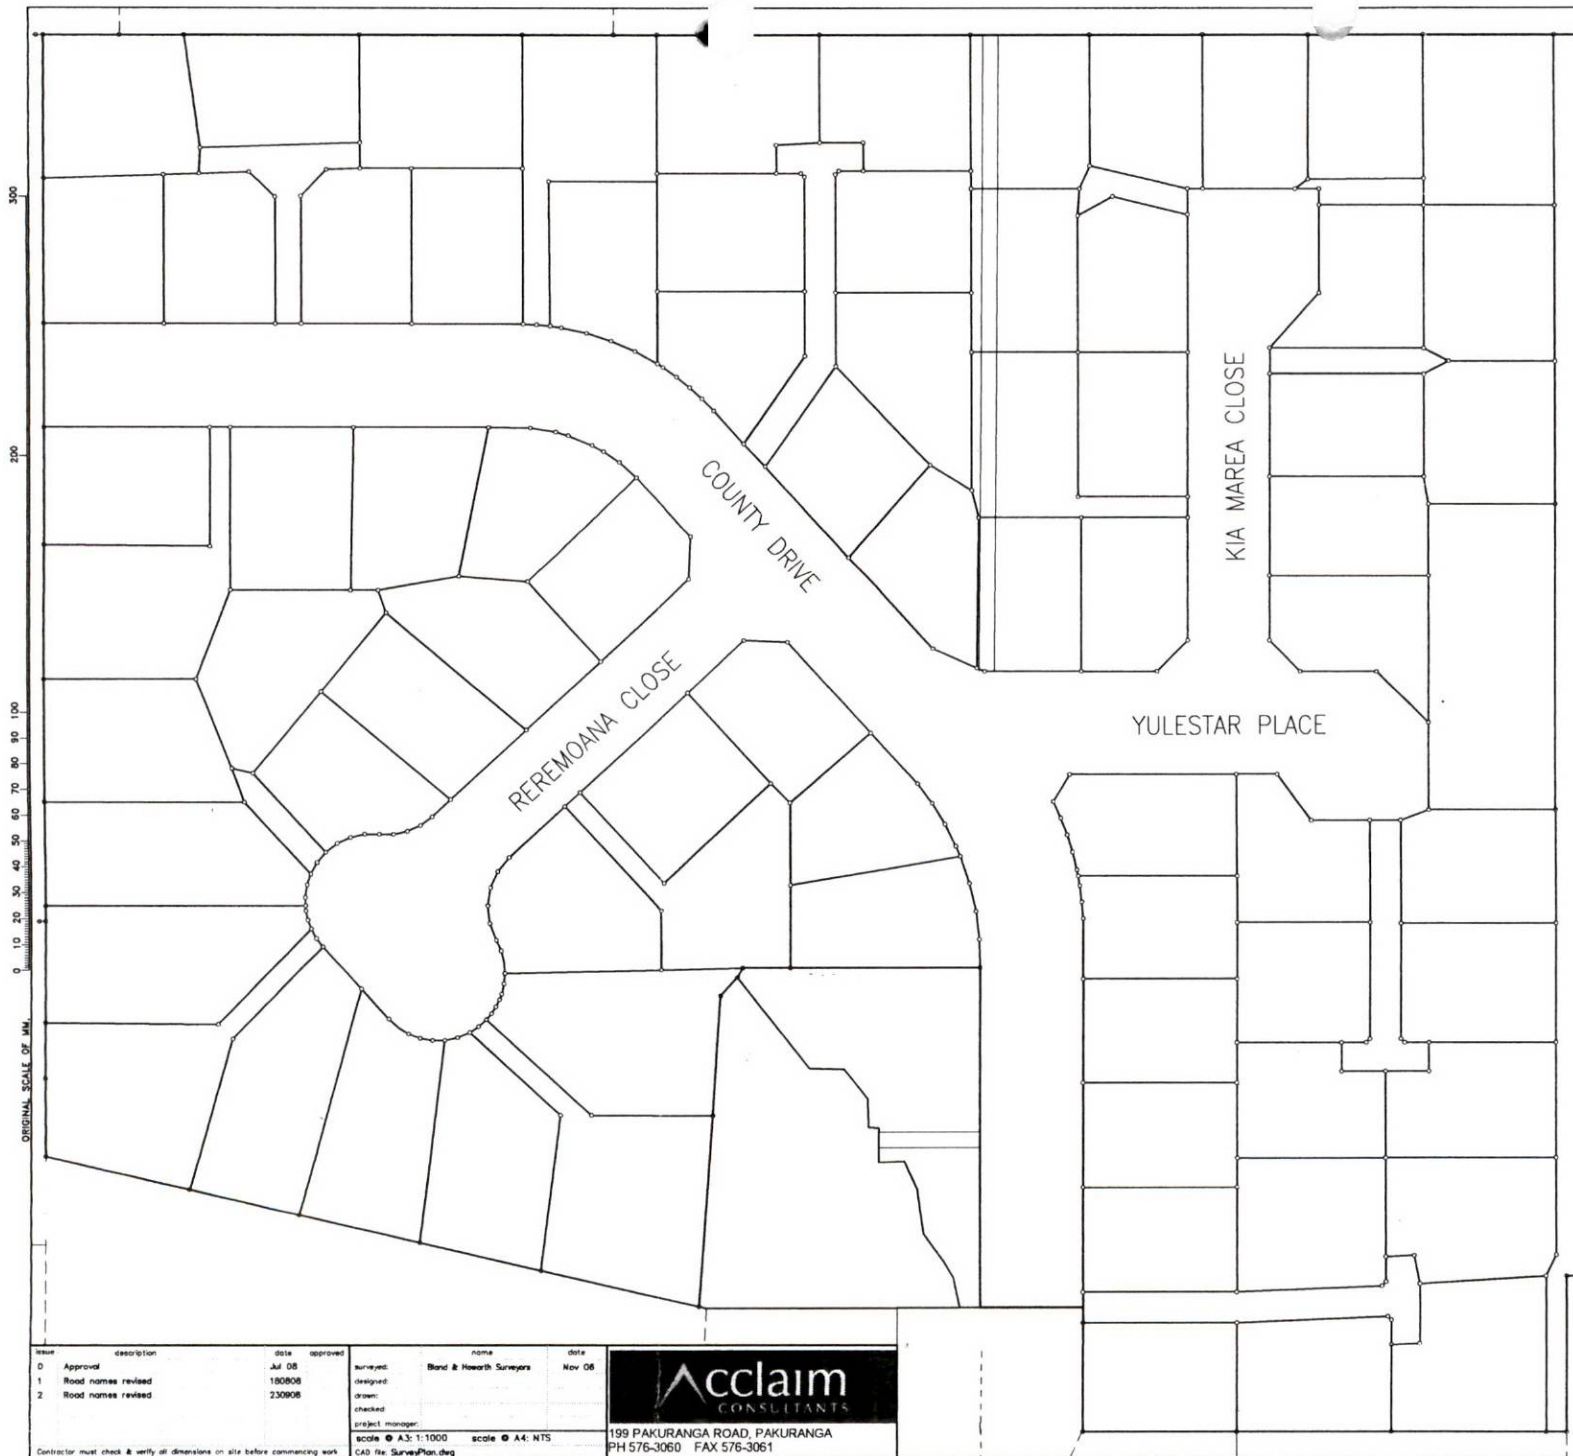 COUNTY DRIVE
KIA MAREA CLOSE
REREMOANA CLOSE
YULESTAR PLACE
300
200
100
90
80
70
60
50
40
30
20
10
0
ORIGINAL SCALE OF MM.
issue description date approved
0 Approval Jul 08
1 Road names revised 180808
2 Road names revised 230908
Contractor must check & verify all dimensions on site before commencing work
name date
surveyed: Bland & Howorth Surveyors Nov 06
designed:
drawn:
checked:
project manager:
scale @ A3: 1:1000 scale @ A4: NTS
CAD file: SurveyPlan.dwg
Acclaim
CONSULTANTS
199 PAKURANGA ROAD, PAKURANGA
PH 576-3060 FAX 576-3061